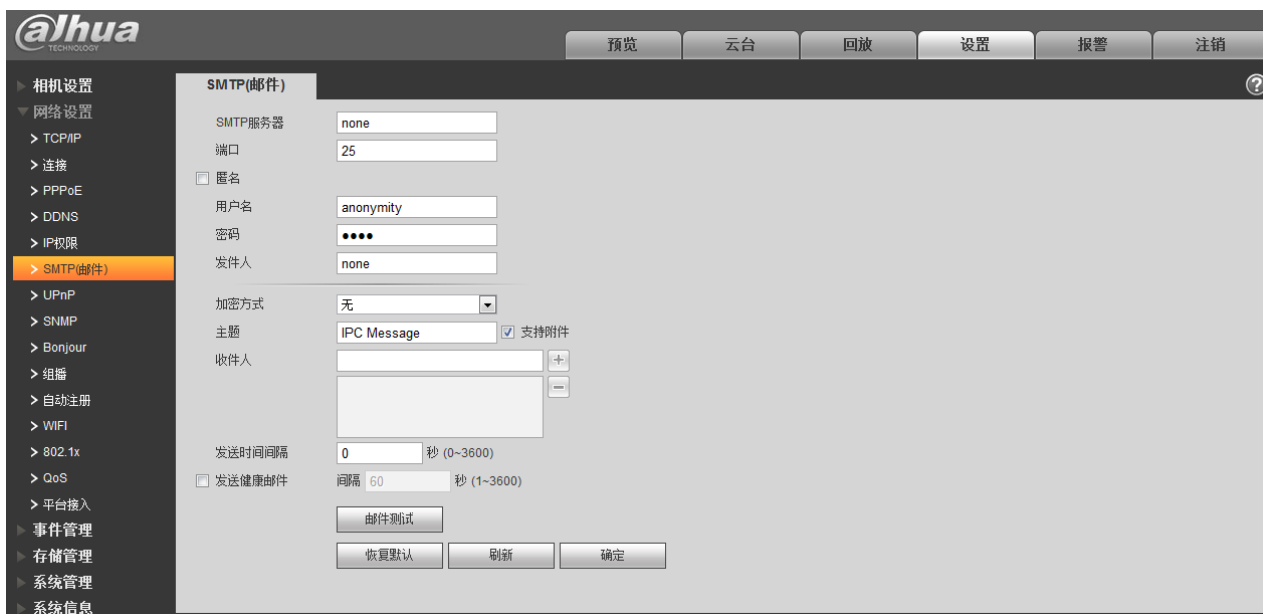 alhua
TECHNOLOGY
预览 云台 回放 设置 报警 注销
相机设置
网络设置
> TCP/IP
> 连接
> PPPoE
> DDNS
> IP权限
> SMTP(邮件)
> UPnP
> SNMP
> Bonjour
> 组播
> 自动注册
> WIFI
> 802.1x
> QoS
> 平台接入
事件管理
存储管理
系统管理
系统信息
SMTP(邮件) ?
SMTP服务器 none
端口 25
匿名
用户名 anonymity
密码 ●●●●
发件人 none
加密方式 无
主题 IPC Message 支持附件
收件人 +
−
发送时间间隔 0 秒 (0~3600)
发送健康邮件 间隔 60 秒 (1~3600)
邮件测试
恢复默认 刷新 确定